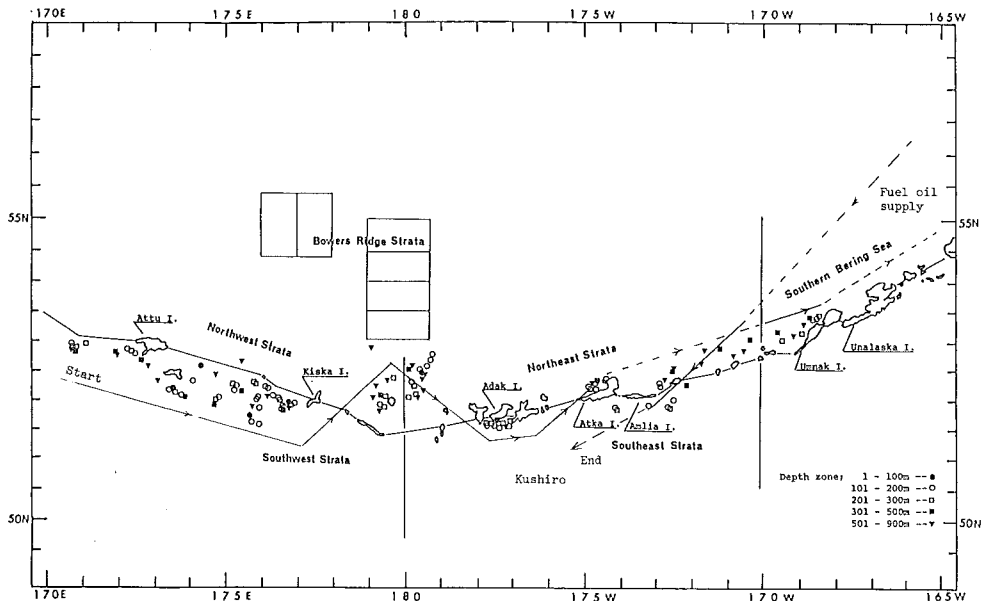 170E 175E 180 175W 170W 165W
Fuel oil
supply
55N 55N
Bowers Ridge Strata
Southern Bering Sea
Attu I.
Northwest Strata
Unalaska I.
Northeast Strata
Kiska I.
Umnak I.
Start
Adak I.
Atka I. Amlia I.
Southeast Strata
Southwest Strata
End
Kushiro
Depth zone; 1 - 100m
101 - 200m
201 - 300m
301 - 500m
501 - 900m
50N 50N
170E 175E 180 175W 170W 165W